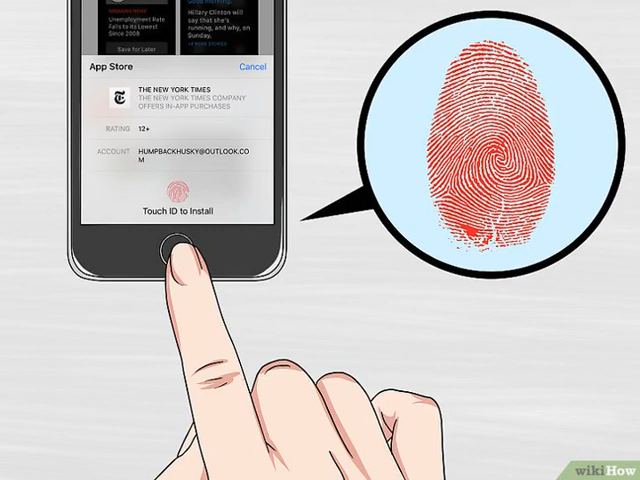 BREAKING NEWS
Unemployment Rate
Falls to Its Lowest
Since 2008
Save for Later
Hillary Clinton will
say that she's
running, and why, on
Sunday.
App Store
Cancel
THE NEW YORK TIMES
THE NEW YORK TIMES COMPANY
OFFERS IN-APP PURCHASES
RATING 12+
ACCOUNT HUMPBACKHUSKY@OUTLOOK.CO
M
Touch ID to Install
wikiHow